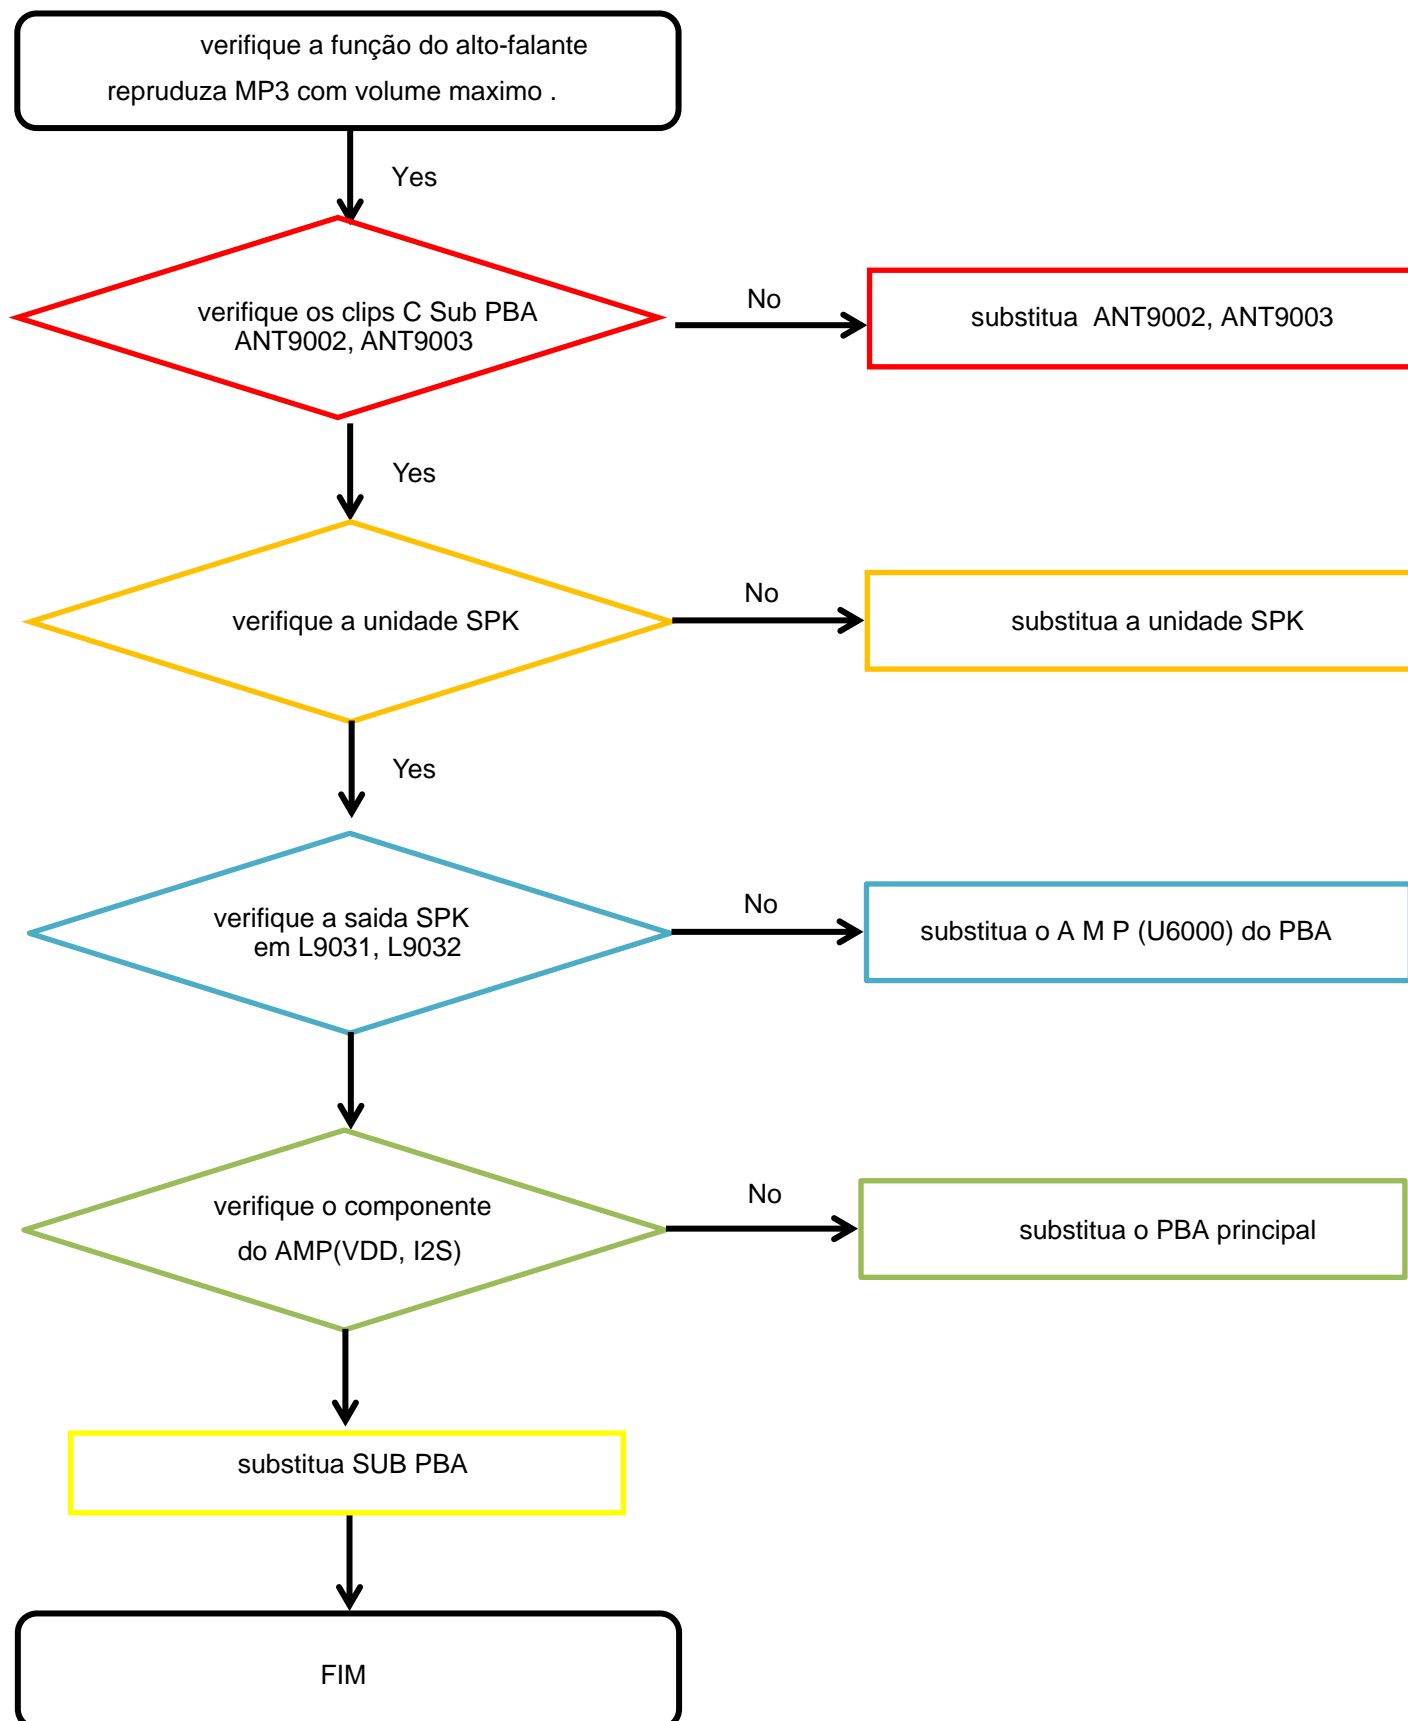 verifique a função do alto-falante
repruduza MP3 com volume maximo .
Yes
verifique os clips C Sub PBA
ANT9002, ANT9003
No
substitua ANT9002, ANT9003
Yes
verifique a unidade SPK
No
substitua a unidade SPK
Yes
verifique a saida SPK
em L9031, L9032
No
substitua o A M P (U6000) do PBA
verifique o componente
do AMP(VDD, I2S)
No
substitua o PBA principal
substitua SUB PBA
FIM